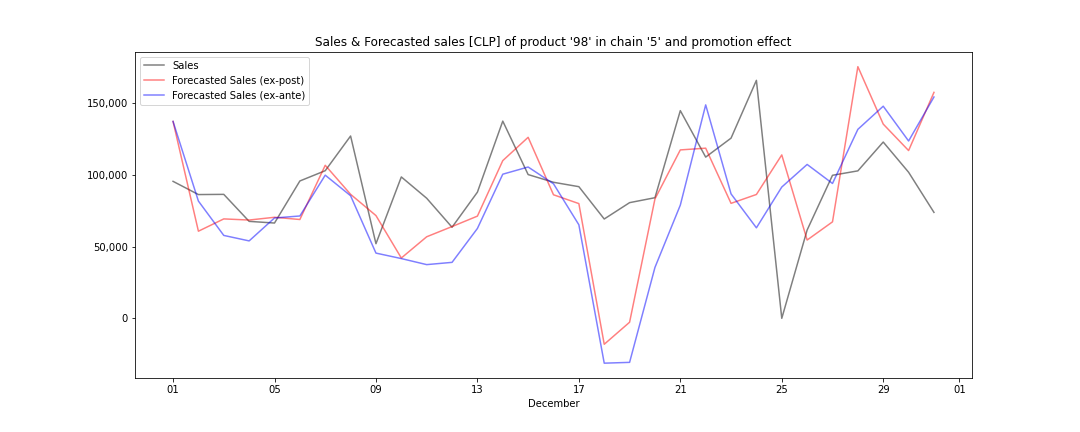 Sales & Forecasted sales [CLP] of product '98' in chain '5' and promotion effect
Sales
Forecasted Sales (ex-post)
Forecasted Sales (ex-ante)
150,000
100,000
50,000
0
01 05 09 13 17 21 25 29 01
December